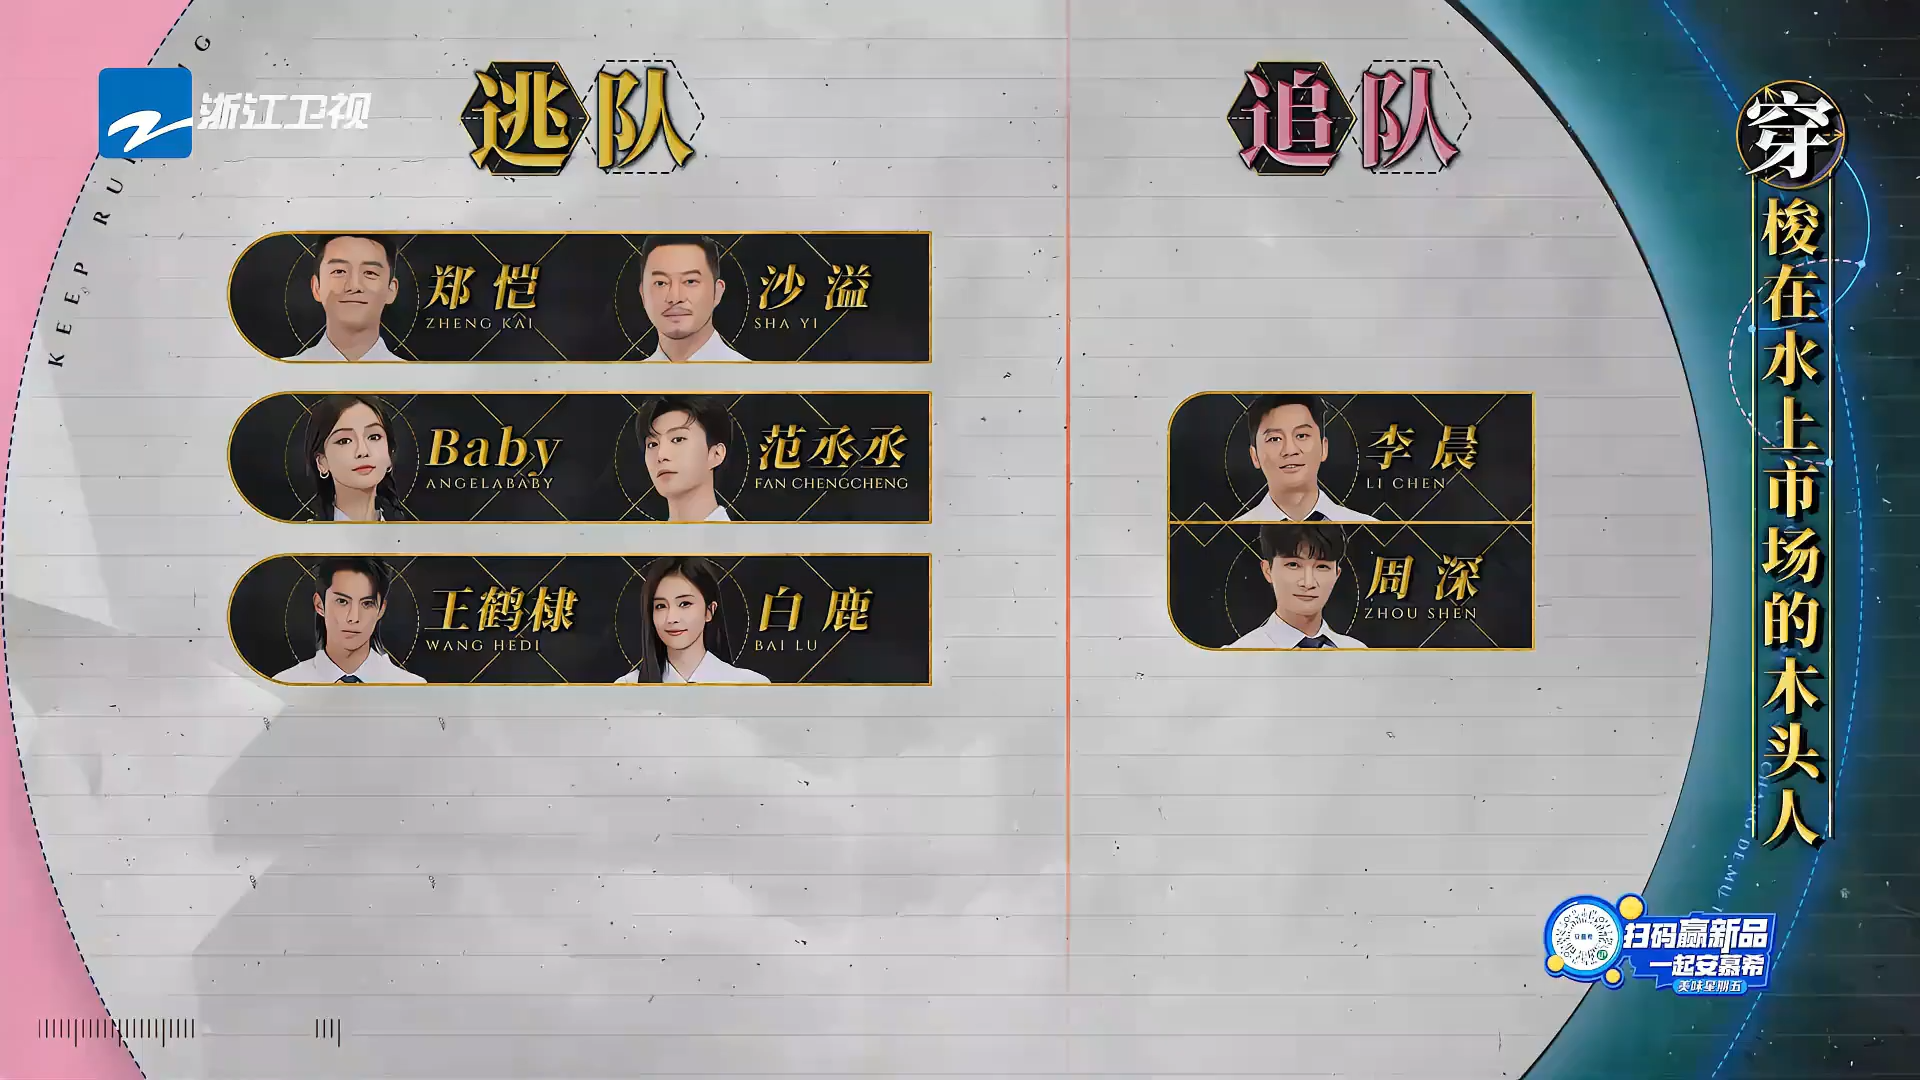 浙江卫视
KEEP RU
G
逃队
追队
郑恺
ZHENG KAI
沙溢
SHA YI
Baby
ANGELABABY
范丞丞
FAN CHENGCHENG
王鹤棣
WANG HEDI
白鹿
BAI LU
李晨
LI CHEN
周深
ZHOU SHEN
穿梭在水上市场的木头人
扫码赢新品
一起安慕希
美味星期五